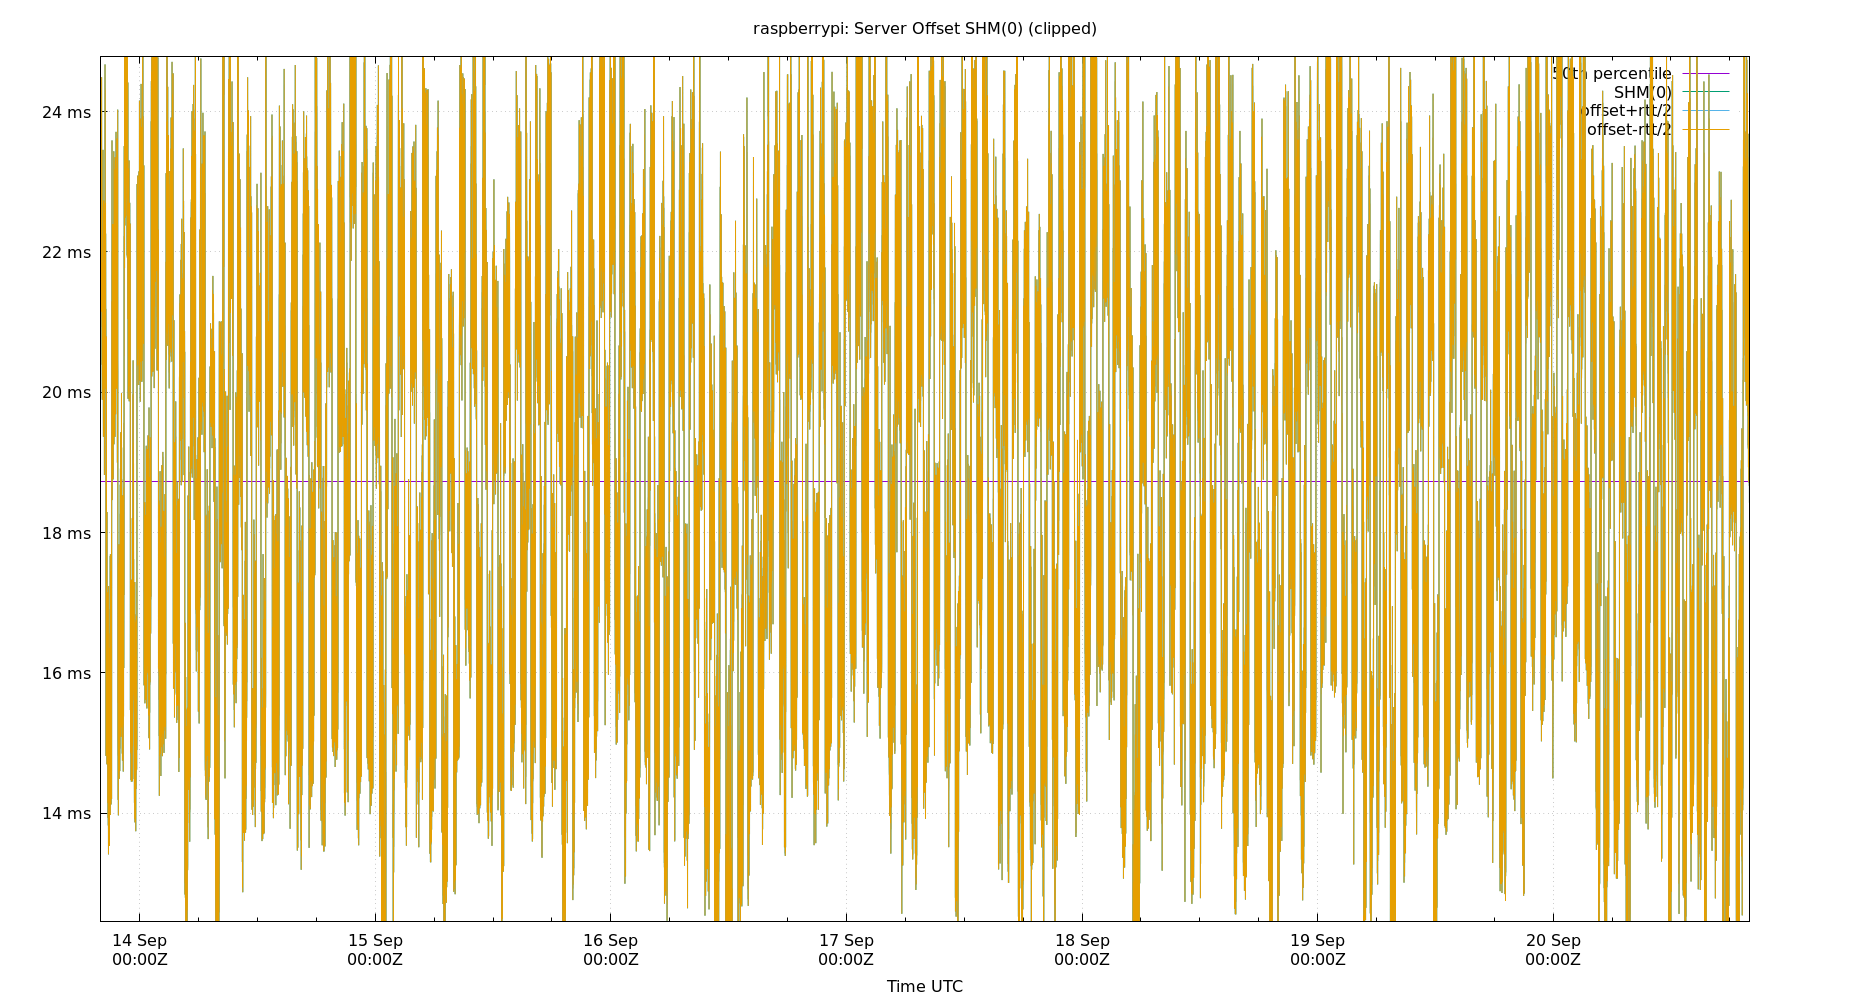 raspberrypi: Server Offset SHM(0) (clipped)
50th percentile
SHM(0)
offset+rtt/2
offset-rtt/2
24 ms
22 ms
20 ms
18 ms
16 ms
14 ms
14 Sep
00:00Z
15 Sep
00:00Z
16 Sep
00:00Z
17 Sep
00:00Z
18 Sep
00:00Z
19 Sep
00:00Z
20 Sep
00:00Z
Time UTC